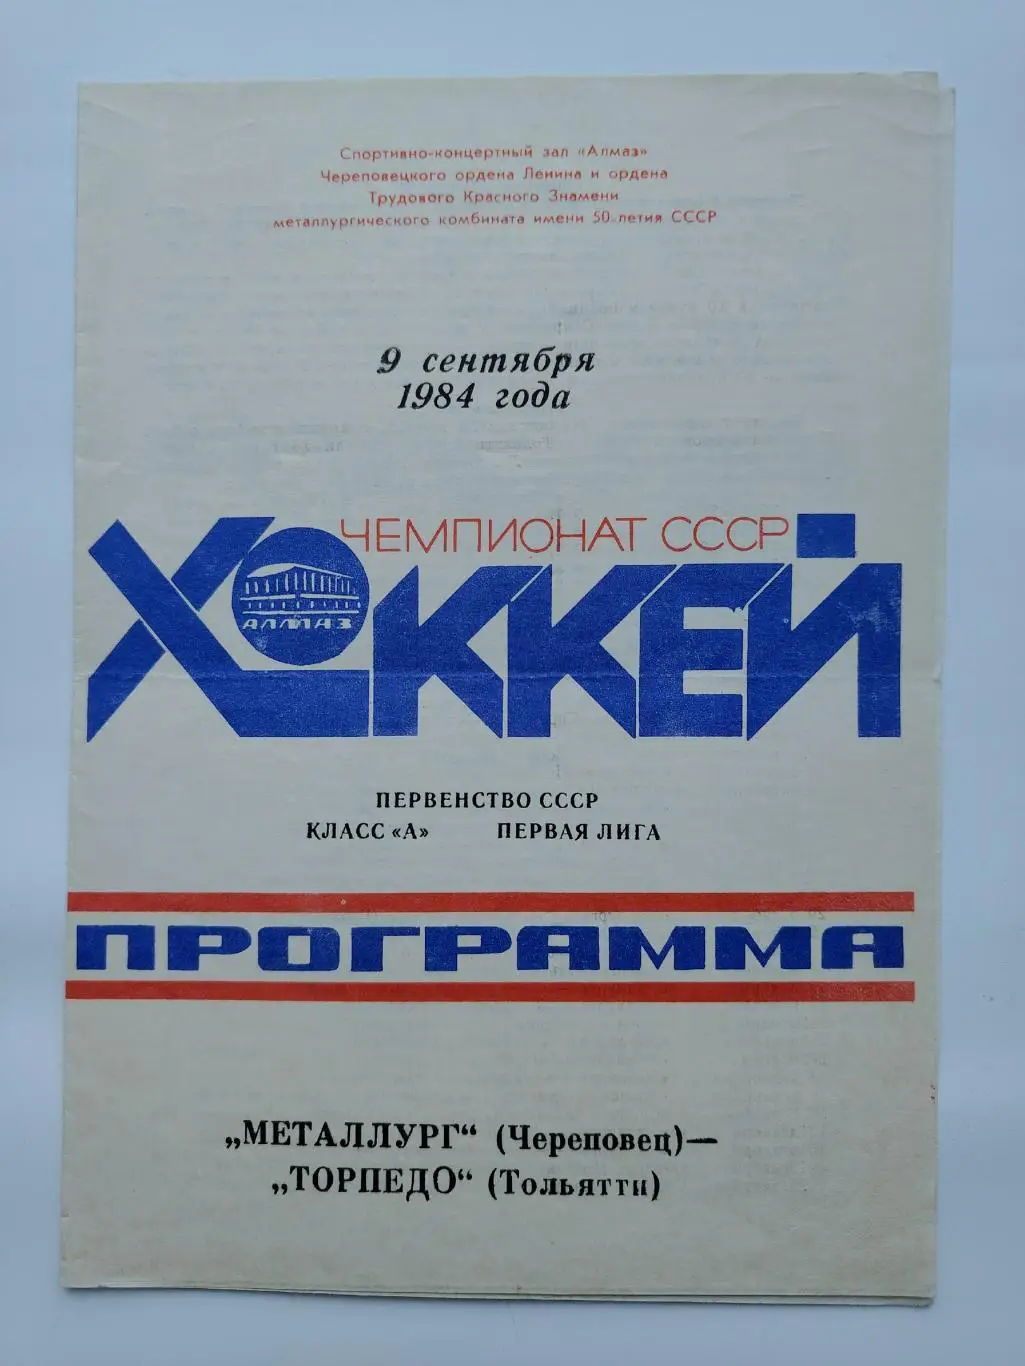 Спортивно-концертный зал «Алмаз»
Череповецкого ордена Ленина и ордена
Трудового Красного Знамени
металлургического комбината имени 50-летия СССР
9 сентября
1984 года
ЧЕМПИОНАТ СССР
ХОККЕЙ
АЛМАЗ
ПЕРВЕНСТВО СССР
КЛАСС «А» ПЕРВАЯ ЛИГА
ПРОГРАММА
„МЕТАЛЛУРГ“ (Череповец)—
„ТОРПЕДО“ (Тольятти)